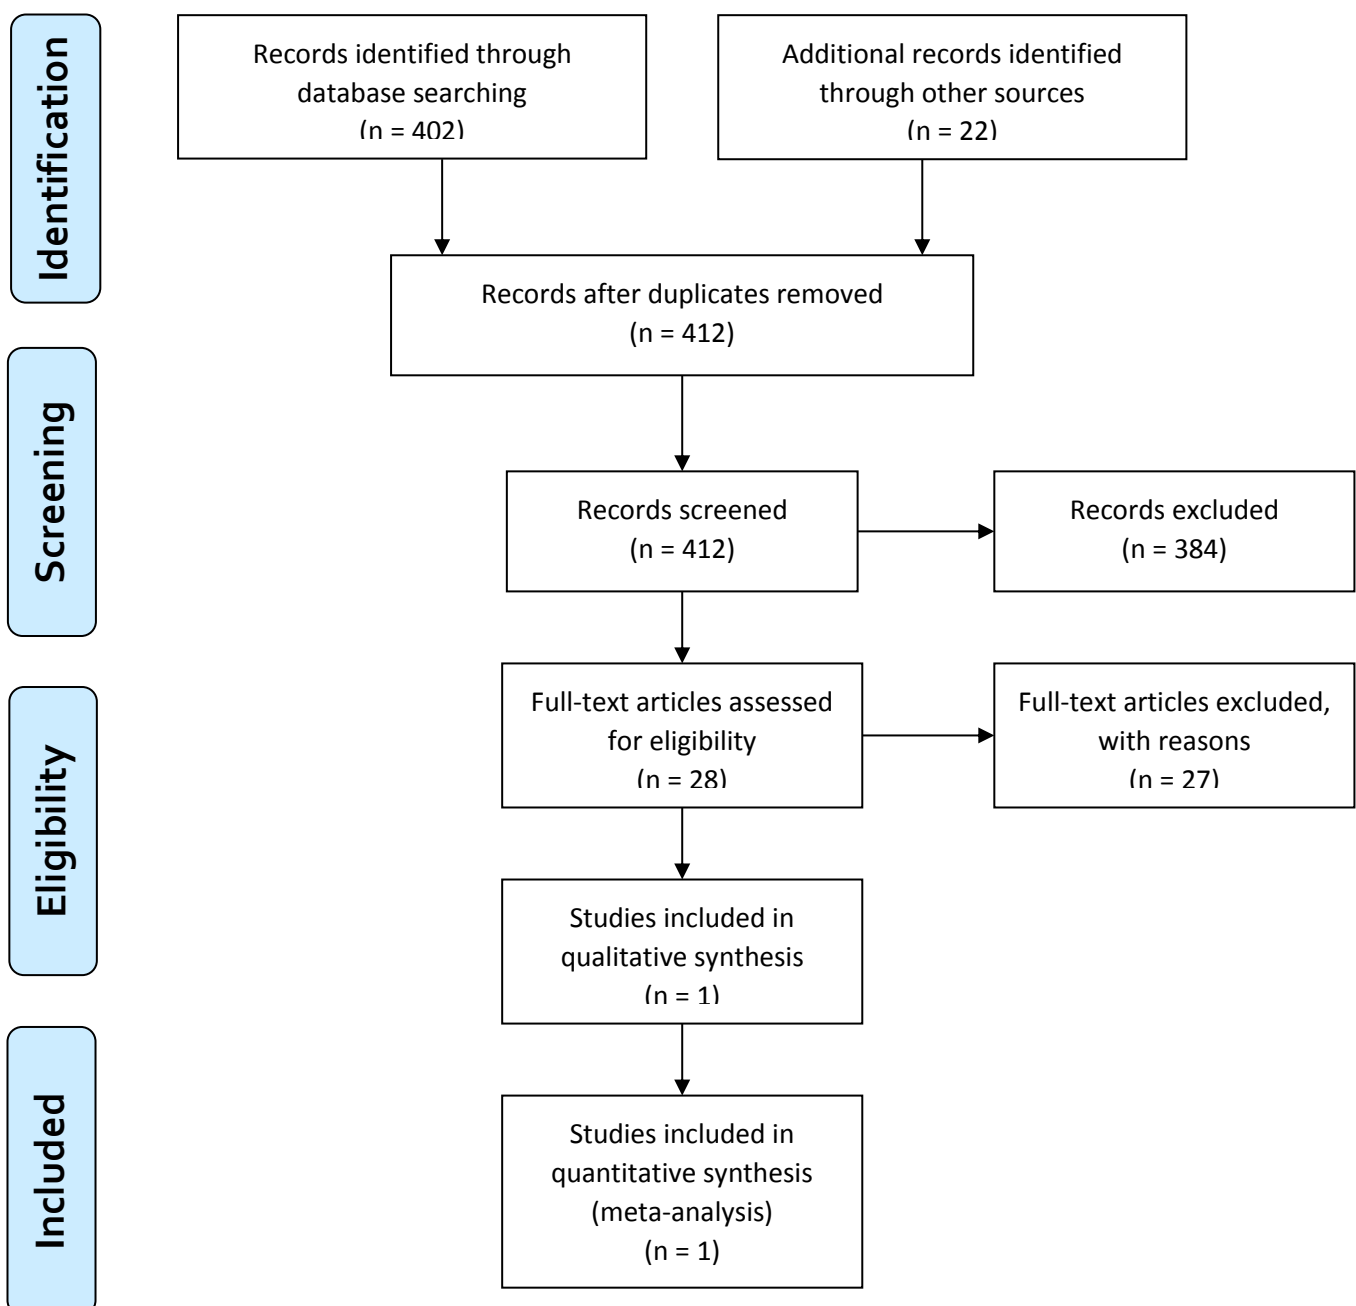 Identification
Records identified through
database searching
(n = 402)
Additional records identified
through other sources
(n = 22)
Records after duplicates removed
(n = 412)
Screening
Records screened
(n = 412)
Records excluded
(n = 384)
Eligibility
Full-text articles assessed
for eligibility
(n = 28)
Full-text articles excluded,
with reasons
(n = 27)
Studies included in
qualitative synthesis
(n = 1)
Included
Studies included in
quantitative synthesis
(meta-analysis)
(n = 1)